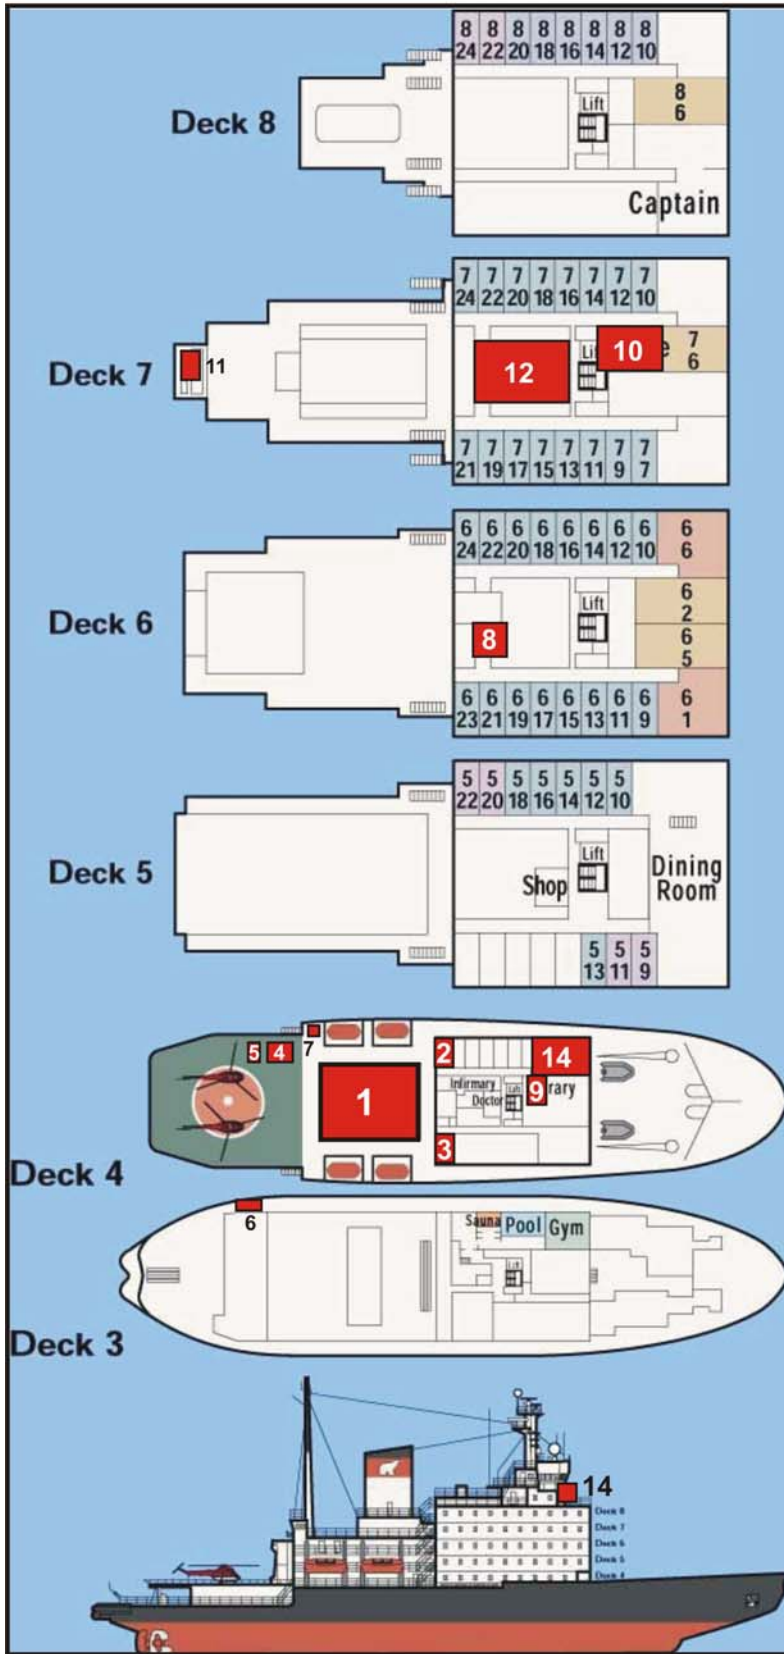 8 8 8 8 8 8 8 8
24 22 20 18 16 14 12 10
Lift
8
6
Deck 8
Captain
7 7 7 7 7 7 7 7
24 22 20 18 16 14 12 10
Deck 7
11
12
Lif
10
e
7
6
7 7 7 7 7 7 7 7
21 19 17 15 13 11 9 7
6 6 6 6 6 6 6 6 6
24 22 20 18 16 14 12 10 6
Lift
6
2
Deck 6
8
6
5
6 6 6 6 6 6 6 6 6
23 21 19 17 15 13 11 9 1
5 5 5 5 5 5 5
22 20 18 16 14 12 10
Deck 5
Lift
Shop
Dining
Room
5 5 5
13 11 9
7
5 4
2
14
1
Infirmary
Lift
9
rary
Doctor
3
Deck 4
6
Sauna Pool Gym
Lift
Deck 3
14
Deck 8
Deck 7
Deck 6
Deck 5
Deck 4